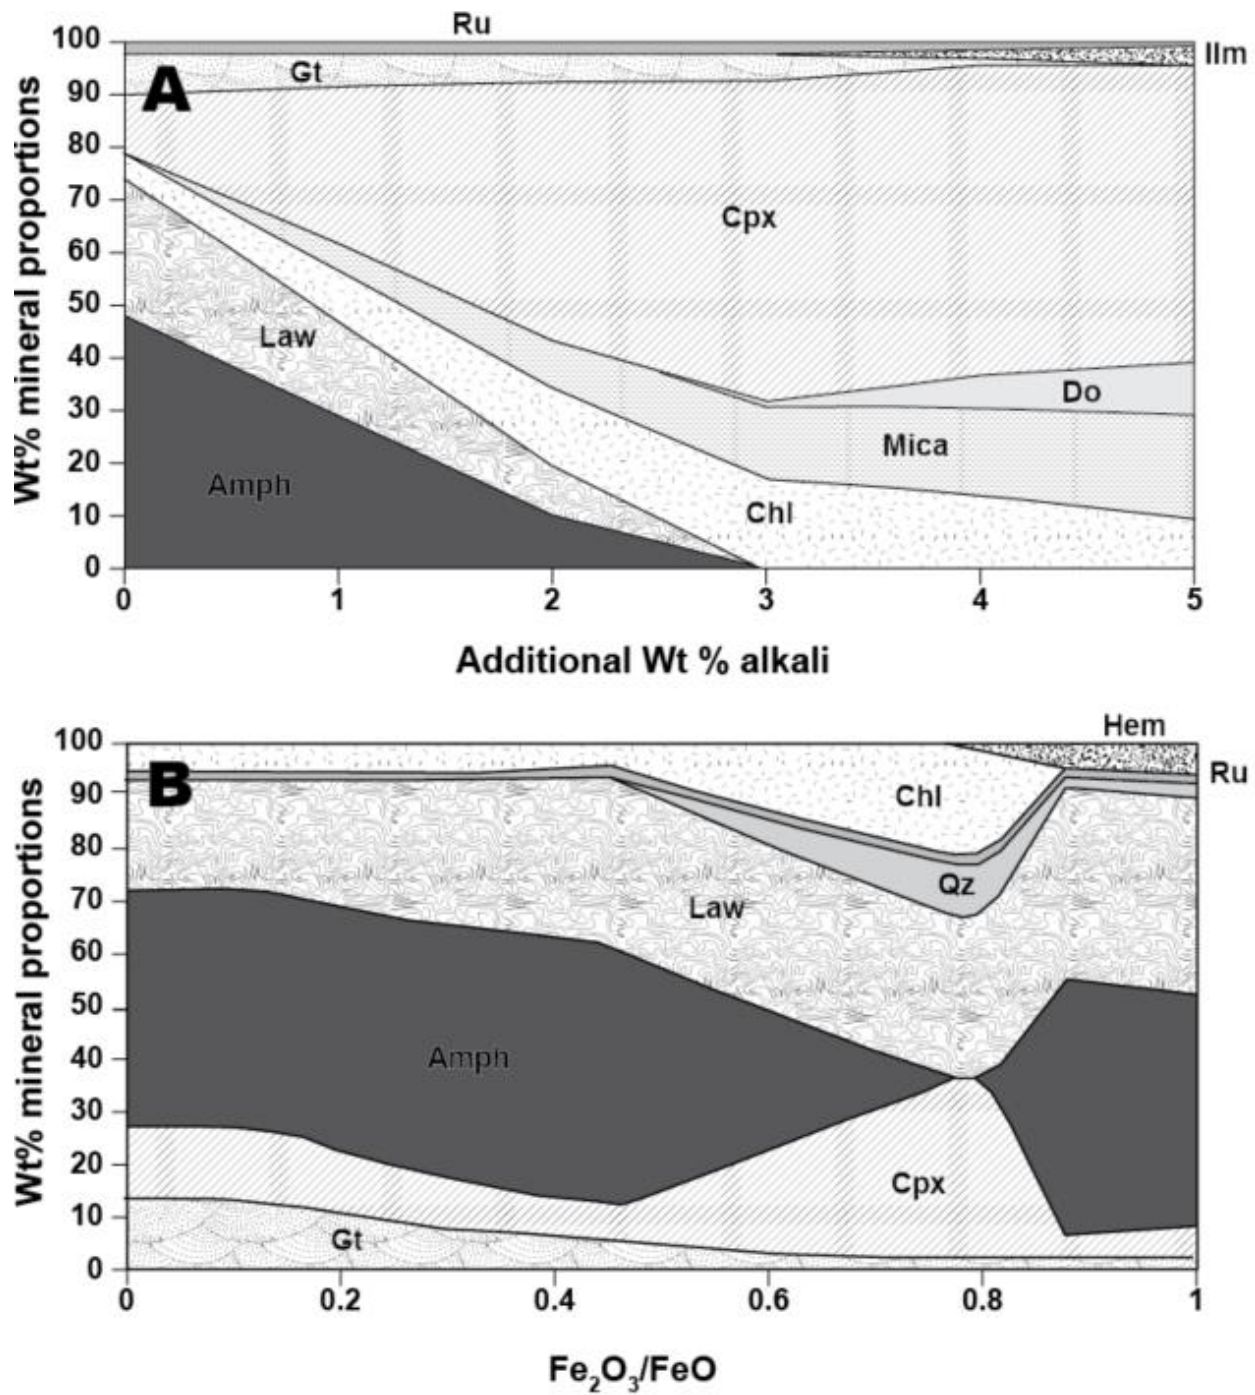 Ru
100
Ilm
A
Gt
90
80
70
Cpx
60
50
Law
40
Do
30
Mica
20
Amph
Chl
10
0
Wt% mineral proportions
0 1 2 3 4 5
Additional Wt % alkali
Hem
100
Ru
B
90
Chl
80
Qz
70
Law
60
50
40
Amph
30
20
Cpx
10
Gt
0
Wt% mineral proportions
0 0.2 0.4 0.6 0.8 1
Fe₂O₃/FeO